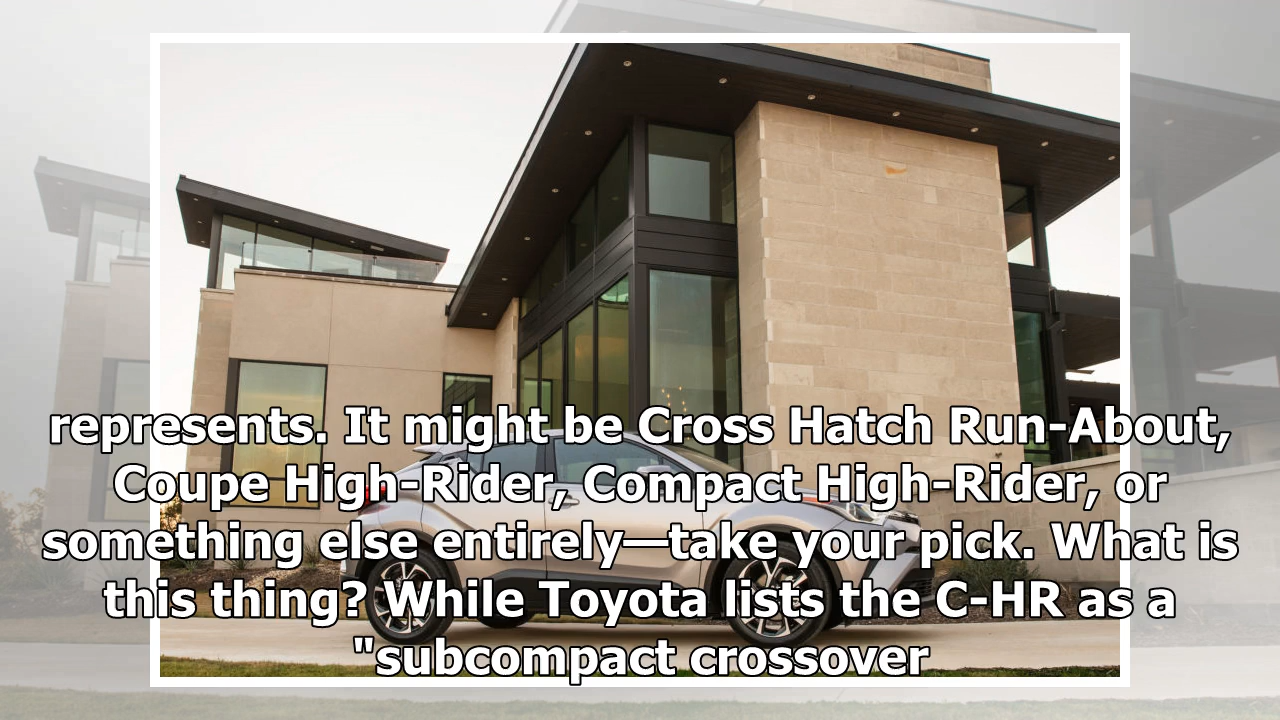 represents. It might be Cross Hatch Run-About,
Coupe High-Rider, Compact High-Rider, or
something else entirely—take your pick. What is
this thing? While Toyota lists the C-HR as a
"subcompact crossover